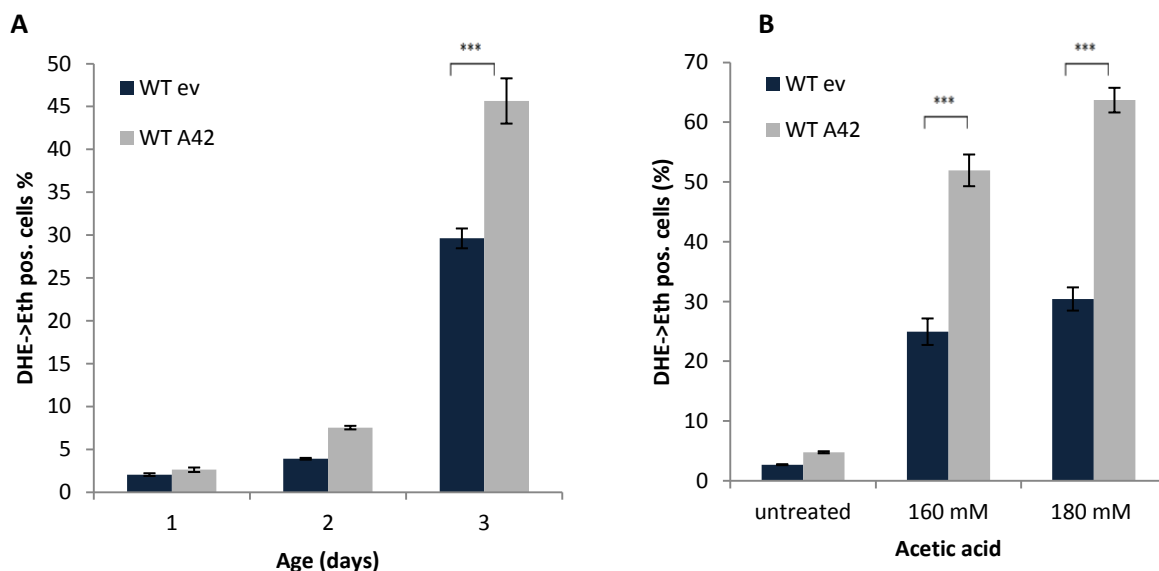 A
DHE->Eth pos. cells %
50
45
40
35
30
25
20
15
10
5
0
WT ev
WT A42
***
1 2 3
Age (days)
B
DHE->Eth pos. cells (%)
70
60
50
40
30
20
10
0
WT ev
WT A42
***
***
untreated 160 mM 180 mM
Acetic acid